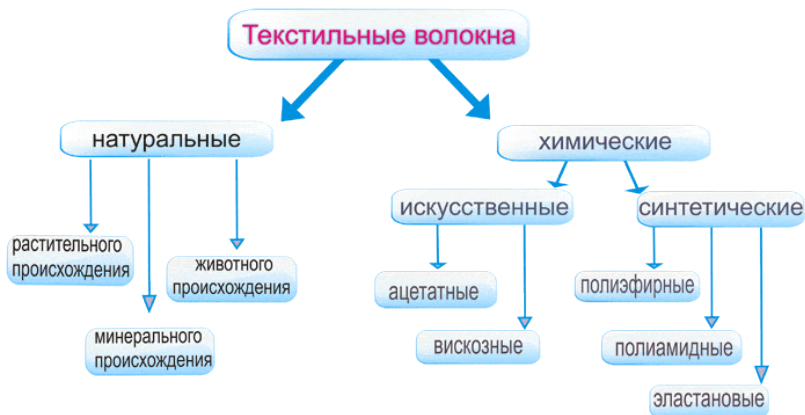 Текстильные волокна
натуральные
химические
растительного
происхождения
минерального
происхождения
животного
происхождения
искусственные
синтетические
ацетатные
вискозные
полиэфирные
полиамидные
эластановые